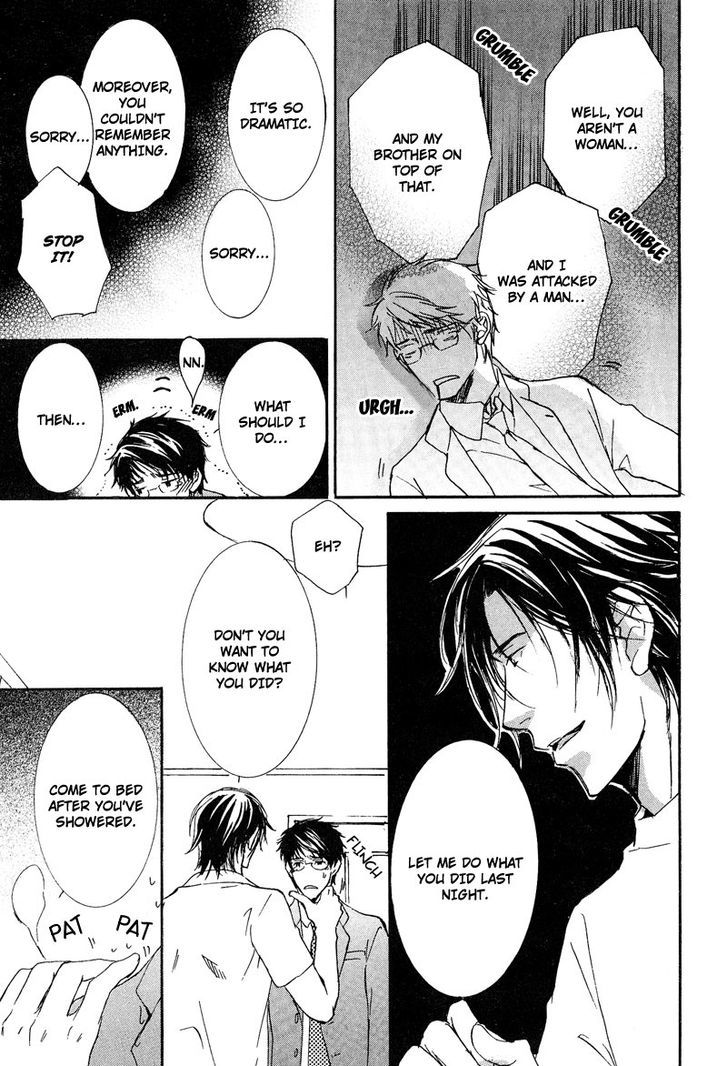 GRUMBLE
WELL, YOU
AREN'T A
WOMAN...
AND MY
BROTHER ON
TOP OF
THAT.
GRUMBLE
AND I
WAS ATTACKED
BY A MAN...
URGH...
IT'S SO
DRAMATIC.
MOREOVER,
YOU
COULDN'T
REMEMBER
ANYTHING.
SORRY...
SORRY...
STOP
IT!
WHAT
SHOULD I
DO...
NN.
ERM
ERM.
THEN...
LET ME DO WHAT
YOU DID LAST
NIGHT.
EH?
DON'T YOU
WANT TO
KNOW WHAT
YOU DID?
FLINCH
COME TO BED
AFTER YOU'VE
SHOWERED.
PAT
PAT